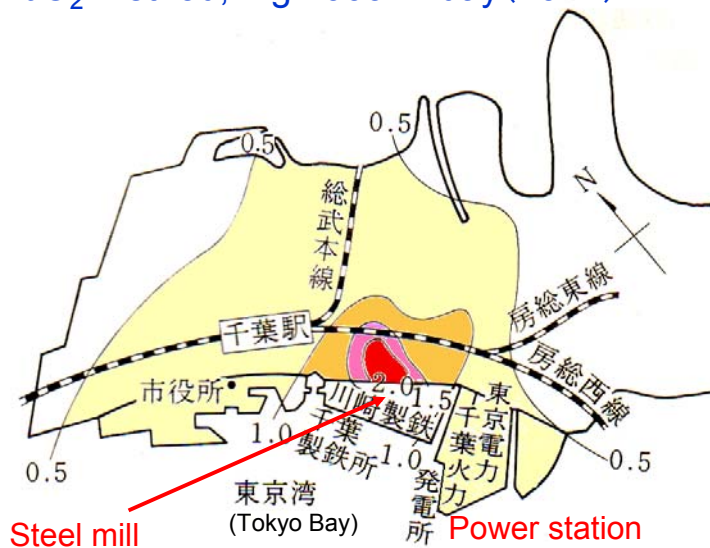 0.5
0.5
N
総武本線
房総東線
千葉駅
房総西線
市役所
2.0
1.5
川崎製鉄
千葉
製鉄所
1.0
1.0
東京電力
千葉火力
発電所
0.5
0.5
東京湾
(Tokyo Bay)
Steel mill
Power station